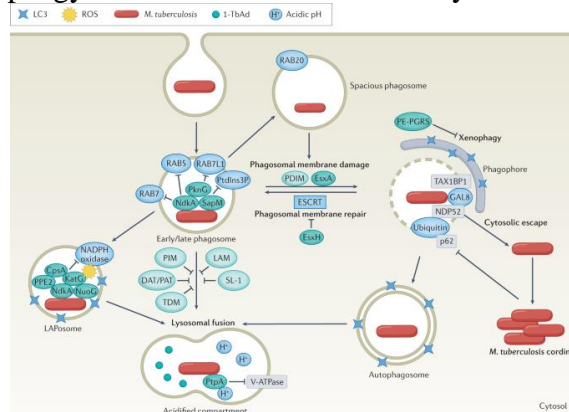 LC3 ROS M. tuberculosis 1-TbAd H⁺ Acidic pH
RAB20
Spacious phagosome
PE-PGRS
Xenophagy
Phagophore
RAB5 RAB7L1
PtdIns3P
RAB7
PknG
NdkA SapM
Early/late phagosome
Phagosomal membrane damage
PDIM EsxA
ESCRT
Phagosomal membrane repair
EsxH
TAX1BP1
GAL8
NDP52
Ubiquitin
p62
Cytosolic escape
NADPH
oxidase
CpsA
PPE2 KatG
NdkA NuoG
LAPosome
PIM LAM
DAT/PAT SL-1
TDM
Lysosomal fusion
H⁺
H⁺
PtpA
H⁺
V-ATPase
Acidified compartment
Autophagosome
M. tuberculosis cordin
Cytosol